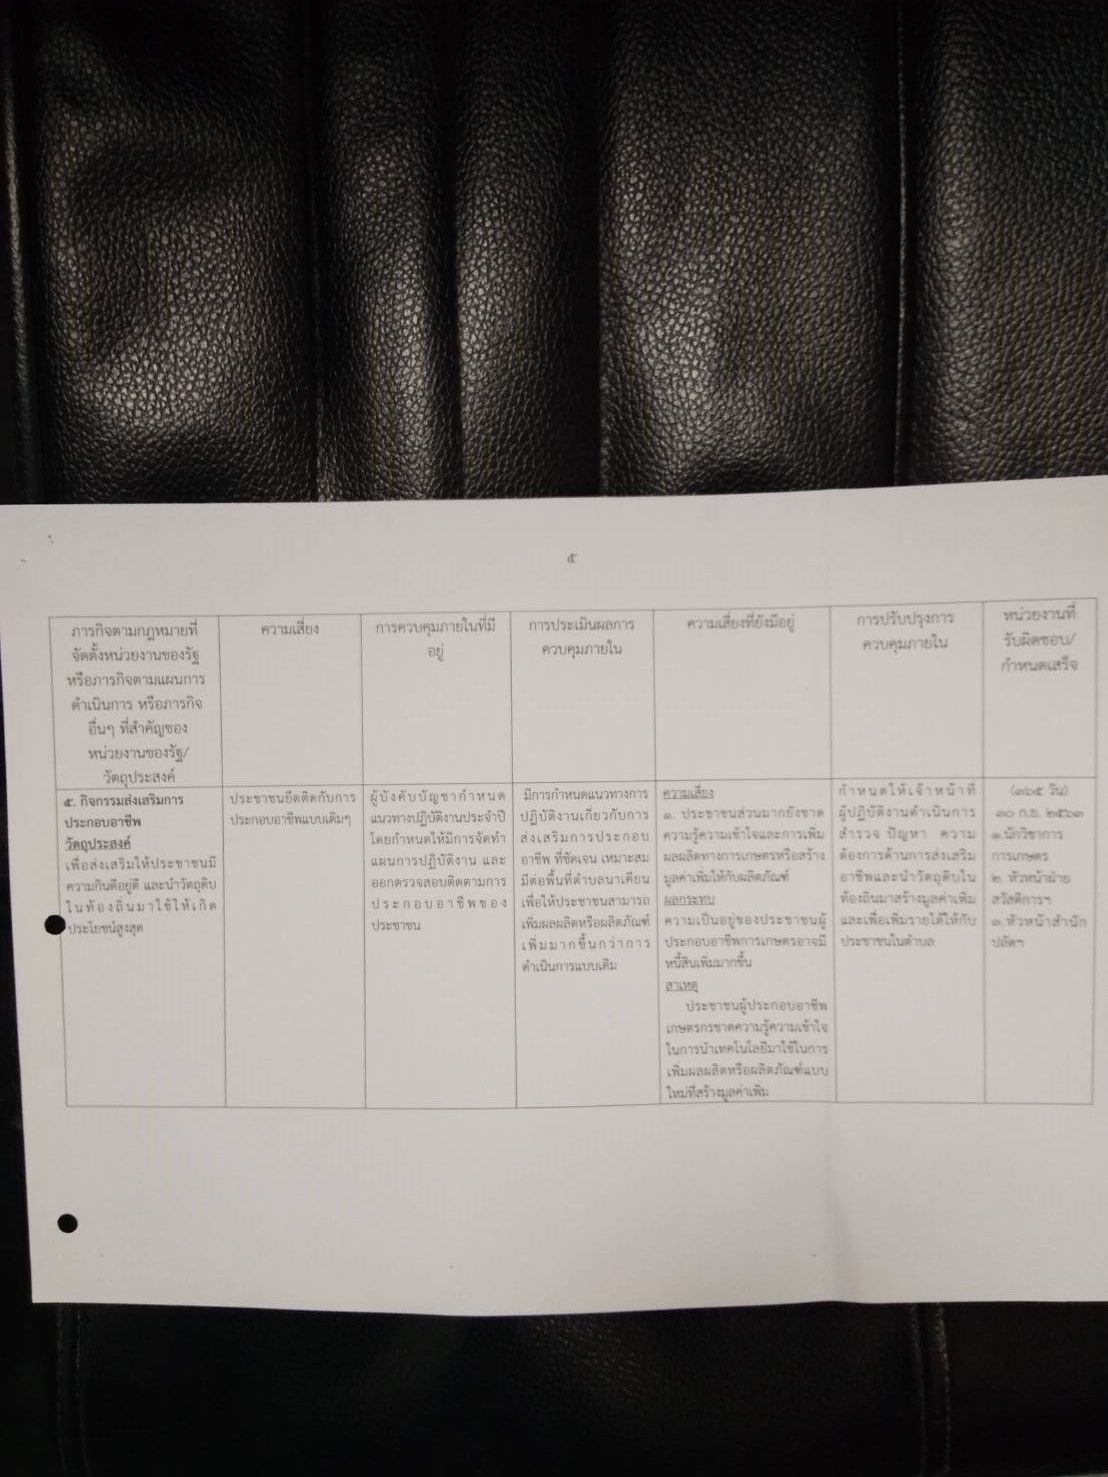 ๕
ภารกิจตามกฎหมายที่
จัดตั้งหน่วยงานของรัฐ
หรือภารกิจตามแผนการ
ดำเนินการ หรือภารกิจ
อื่นๆ ที่สำคัญของ
หน่วยงานของรัฐ/
วัตถุประสงค์
ความเสี่ยง
การควบคุมภายในที่มี
อยู่
การประเมินผลการ
ควบคุมภายใน
ความเสี่ยงที่ยังมีอยู่
การปรับปรุงการ
ควบคุมภายใน
หน่วยงานที่
รับผิดชอบ/
กำหนดเสร็จ
๕. กิจกรรมส่งเสริมการ
ประกอบอาชีพ
วัตถุประสงค์
เพื่อส่งเสริมให้ประชาชนมี
ความกินดีอยู่ดี และนำวัตถุดิบ
ในท้องถิ่นมาใช้ให้เกิด
ประโยชน์สูงสุด
ประชาชนยึดติดกับการ
ประกอบอาชีพแบบเดิมๆ
ผู้บังคับบัญชากำหนด
แนวทางปฏิบัติงานประจำปี
โดยกำหนดให้มีการจัดทำ
แผนการปฏิบัติงาน และ
ออกตรวจสอบติดตามการ
ประกอบอาชีพของ
ประชาชน
มีการกำหนดแนวทางการ
ปฏิบัติงานเกี่ยวกับการ
ส่งเสริมการประกอบ
อาชีพ ที่ชัดเจน เหมาะสม
มีต่อพื้นที่ตำบลนาเคียน
เพื่อให้ประชาชนสามารถ
เพิ่มผลผลิตหรือผลิตภัณฑ์
เพิ่มมากขึ้นกว่าการ
ดำเนินการแบบเดิม
ความเสี่ยง
๑. ประชาชนส่วนมากยังขาด
ความรู้ความเข้าใจและการเพิ่ม
ผลผลิตทางการเกษตรหรือสร้าง
มูลค่าเพิ่มให้กับผลิตภัณฑ์
ผลกระทบ
ความเป็นอยู่ของประชาชนผู้
ประกอบอาชีพการเกษตรอาจมี
หนี้สินเพิ่มมากขึ้น
สาเหตุ
ประชาชนผู้ประกอบอาชีพ
เกษตรกรขาดความรู้ความเข้าใจ
ในการนำเทคโนโลยีมาใช้ในการ
เพิ่มผลผลิตหรือผลิตภัณฑ์แบบ
ใหม่ที่สร้างมูลค่าเพิ่ม
กำหนดให้เจ้าหน้าที่
ผู้ปฏิบัติงานดำเนินการ
สำรวจ ปัญหา ความ
ต้องการด้านการส่งเสริม
อาชีพและนำวัตถุดิบใน
ท้องถิ่นมาสร้างมูลค่าเพิ่ม
และเพื่อเพิ่มรายได้ให้กับ
ประชาชนในตำบล
(๓๖๕ วัน)
๓๐ ก.ย. ๒๕๖๓
๑.นักวิชาการ
การเกษตร
๒. หัวหน้าฝ่าย
สวัสดิการฯ
๓.หัวหน้าสำนัก
ปลัดฯ